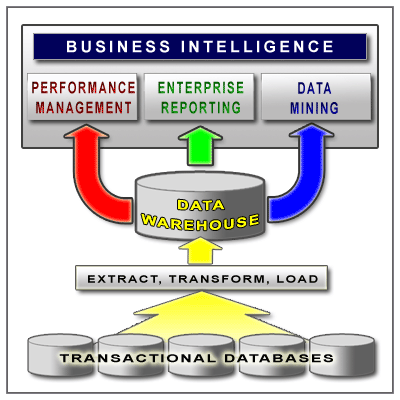 BUSINESS INTELLIGENCE
PERFORMANCE
MANAGEMENT
ENTERPRISE
REPORTING
DATA
MINING
DATA
WAREHOUSE
EXTRACT, TRANSFORM, LOAD
TRANSACTIONAL DATABASES